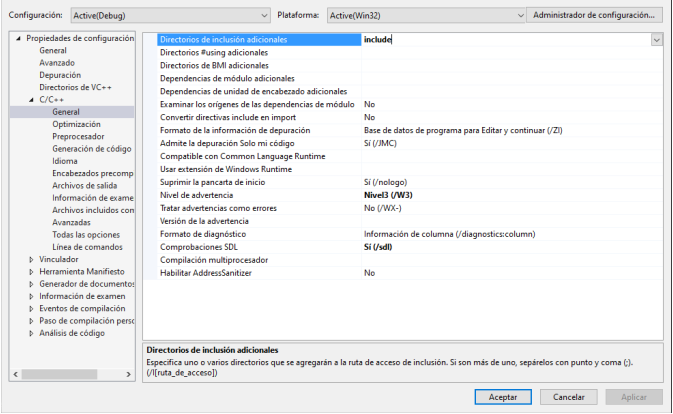 Configuración: Active(Debug) Plataforma: Active(Win32) Administrador de configuración...
Propiedades de configuración
General
Avanzado
Depuración
Directorios de VC++
C/C++
General
Optimización
Preprocesador
Generación de código
Idioma
Encabezados precomp
Archivos de salida
Información de exame
Archivos incluidos con
Avanzadas
Todas las opciones
Línea de comandos
Vinculador
Herramienta Manifiesto
Generador de documentos
Información de examen
Eventos de compilación
Paso de compilación perso
Análisis de código
Directorios de inclusión adicionales include
Directorios #using adicionales
Directorios de BMI adicionales
Dependencias de módulo adicionales
Dependencias de unidad de encabezado adicionales
Examinar los orígenes de las dependencias de módulo No
Convertir directivas include en import No
Formato de la información de depuración Base de datos de programa para Editar y continuar (/ZI)
Admite la depuración Solo mi código Sí (/JMC)
Compatible con Common Language Runtime
Usar extensión de Windows Runtime
Suprimir la pancarta de inicio Sí (/nologo)
Nivel de advertencia Nivel3 (/W3)
Tratar advertencias como errores No (/WX-)
Versión de la advertencia
Formato de diagnóstico Información de columna (/diagnostics:column)
Comprobaciones SDL Sí (/sdl)
Compilación multiprocesador
Habilitar AddressSanitizer No
Directorios de inclusión adicionales
Especifica uno o varios directorios que se agregarán a la ruta de acceso de inclusión. Si son más de uno, sepárelos con punto y coma (;).
(/I[ruta_de_acceso])
Aceptar Cancelar Aplicar